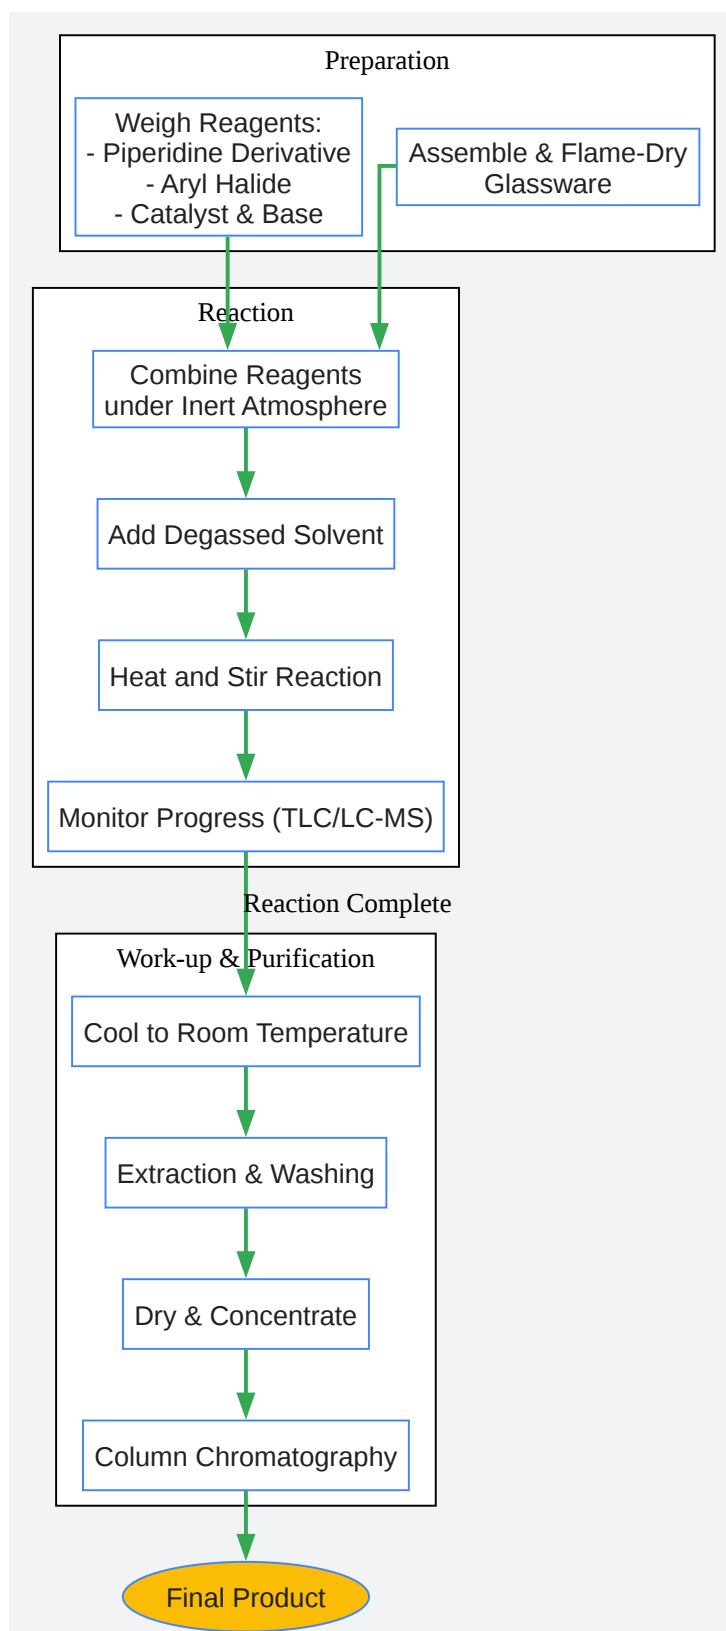 Preparation
Weigh Reagents:
- Piperidine Derivative
- Aryl Halide
- Catalyst & Base
Assemble & Flame-Dry
Glassware
Reaction
Combine Reagents
under Inert Atmosphere
Add Degassed Solvent
Heat and Stir Reaction
Monitor Progress (TLC/LC-MS)
Reaction Complete
Work-up & Purification
Cool to Room Temperature
Extraction & Washing
Dry & Concentrate
Column Chromatography
Final Product